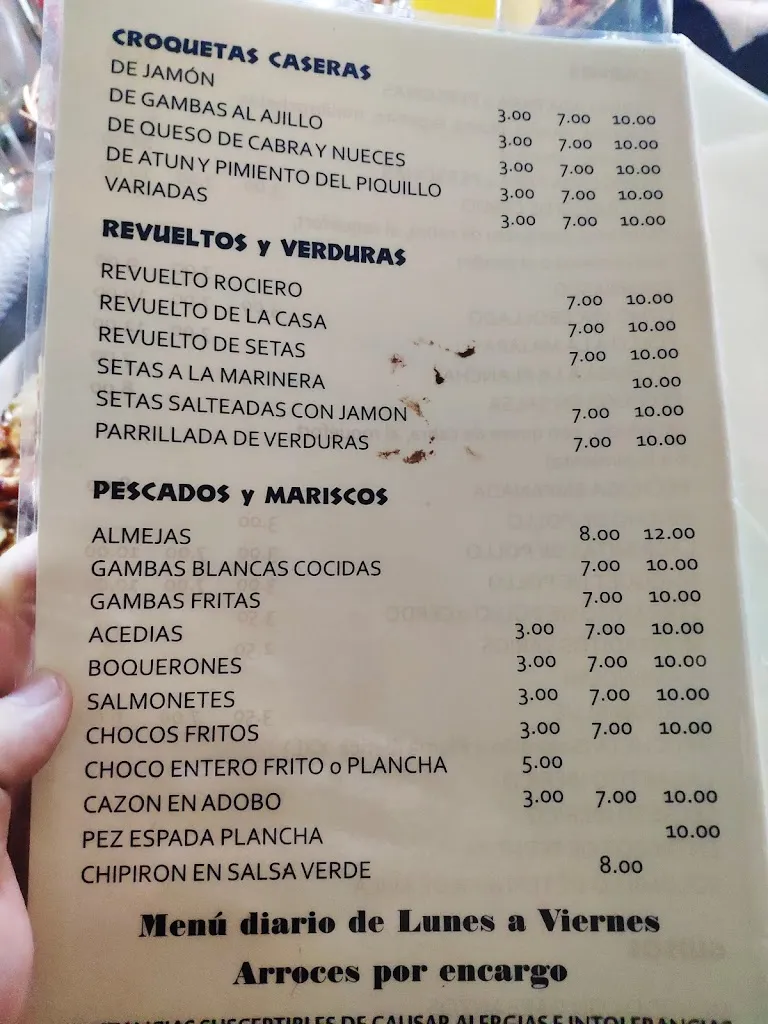 CROQUETAS CASERAS
DE JAMÓN 3.00 7.00 10.00
DE GAMBAS AL AJILLO 3.00 7.00 10.00
DE QUESO DE CABRA Y NUECES 3.00 7.00 10.00
DE ATUN Y PIMIENTO DEL PIQUILLO 3.00 7.00 10.00
VARIADAS 3.00 7.00 10.00
REVUELTOS y VERDURAS
REVUELTO ROCIERO 7.00 10.00
REVUELTO DE LA CASA 7.00 10.00
REVUELTO DE SETAS 7.00 10.00
SETAS A LA MARINERA 10.00
SETAS SALTEADAS CON JAMON 7.00 10.00
PARRILLADA DE VERDURAS 7.00 10.00
PESCADOS y MARISCOS
ALMEJAS 8.00 12.00
GAMBAS BLANCAS COCIDAS 7.00 10.00
GAMBAS FRITAS 7.00 10.00
ACEDIAS 3.00 7.00 10.00
BOQUERONES 3.00 7.00 10.00
SALMONETES 3.00 7.00 10.00
CHOCOS FRITOS 3.00 7.00 10.00
CHOCO ENTERO FRITO o PLANCHA 5.00
CAZON EN ADOBO 3.00 7.00 10.00
PEZ ESPADA PLANCHA 10.00
CHIPIRON EN SALSA VERDE 8.00
Menú diario de Lunes a Viernes
Arroces por encargo
SUSCEPTIBLES DE CAUSAR ALERGIAS E INTOLERANCIAS